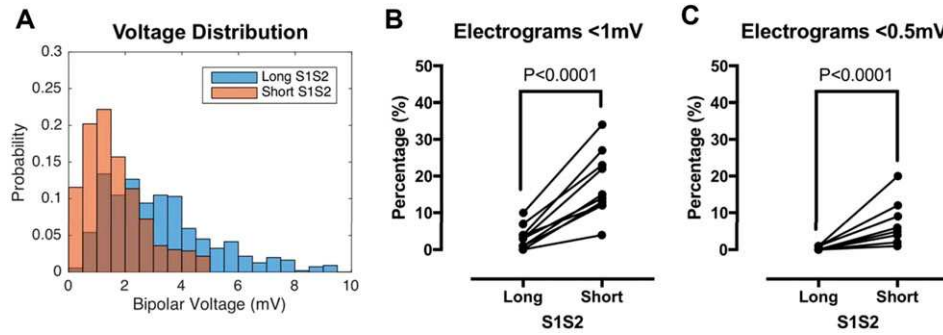 A
Voltage Distribution
0.3
0.25
0.2
0.15
0.1
0.05
0
Probability
Long S1S2
Short S1S2
0
2
4
6
8
10
Bipolar Voltage (mV)
B
Electrograms <1mV
P<0.0001
50
40
30
20
10
0
Percentage (%)
Long
Short
S1S2
C
Electrograms <0.5mV
P<0.0001
50
40
30
20
10
0
Percentage (%)
Long
Short
S1S2